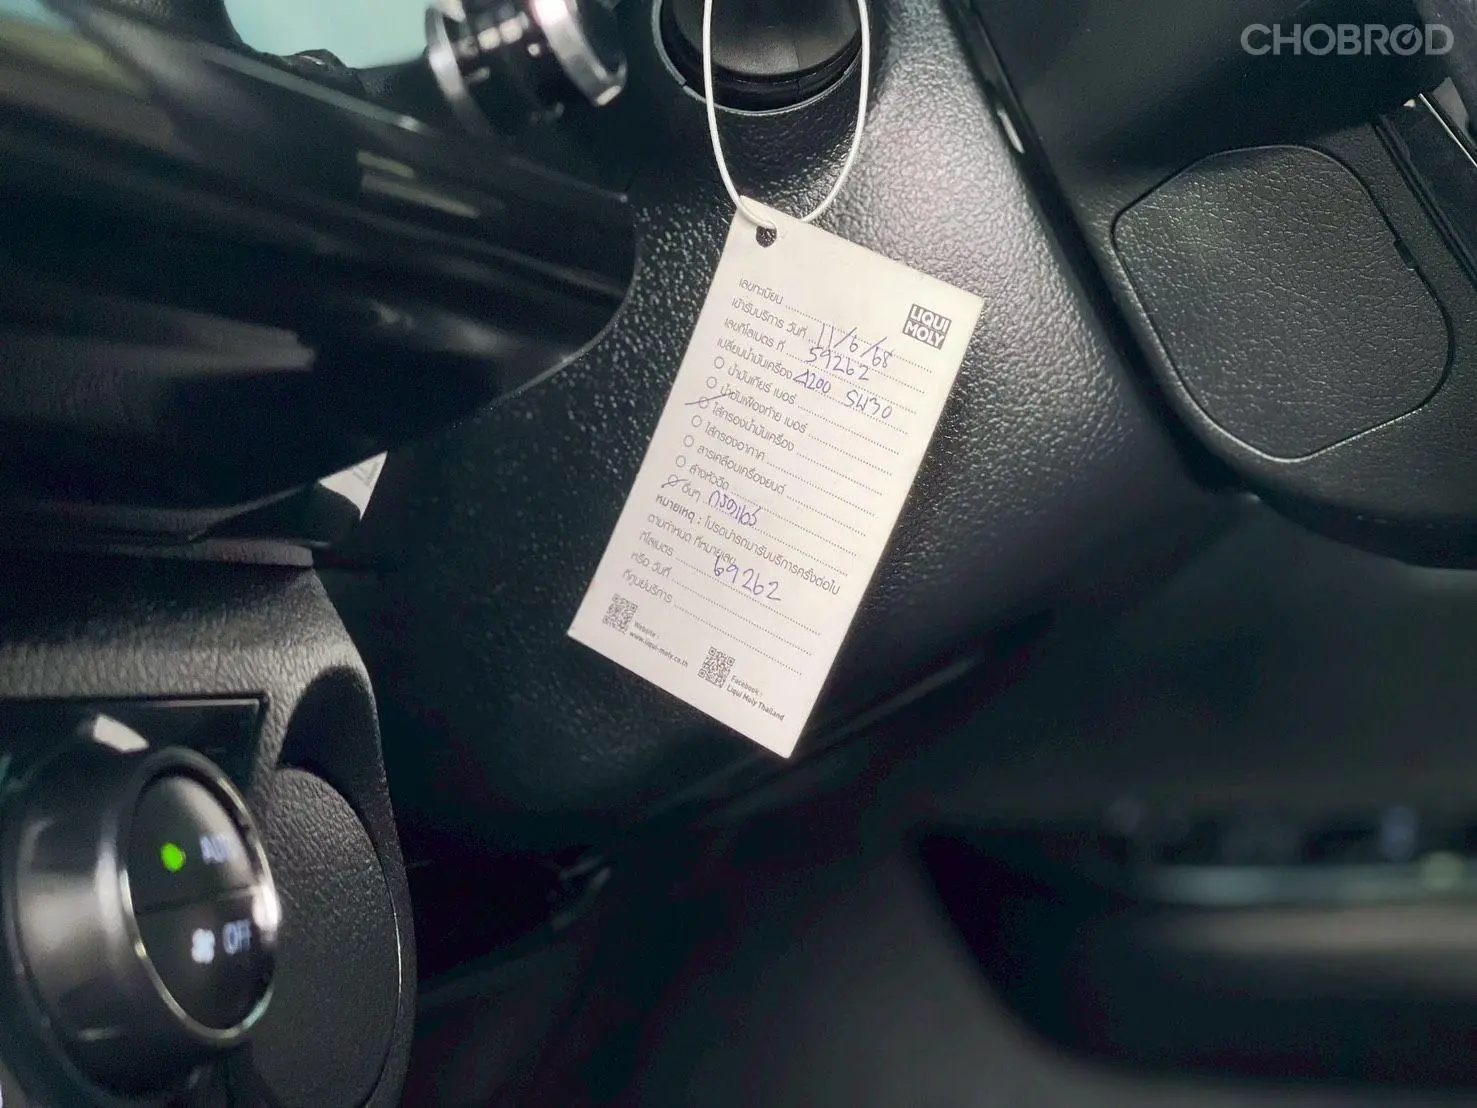 CHOBROD
LIQUI
MOLY
เลขทะเบียน
เข้ารับบริการ วันที่ 11/6/68
เลขกิโลเมตร ที่ 59262
เปลี่ยนน้ำมันเครื่อง 4200 5W30
น้ำมันเกียร์ เบอร์
น้ำมันเฟืองท้าย เบอร์
ไส้กรองน้ำมันเครื่อง
ไส้กรองอากาศ
สารเคลือบเครื่องยนต์
ล้างหัวฉีด
อื่นๆ
หมายเหตุ : โปรดนำรถมารับบริการครั้งต่อไป
ตามกำหนด ที่หมายเลข
กิโลเมตร 69262
หรือ วันที่
ที่ศูนย์บริการ
Website :
www.liqui-moly.co.th
Facebook :
Liqui Moly Thailand
OFF